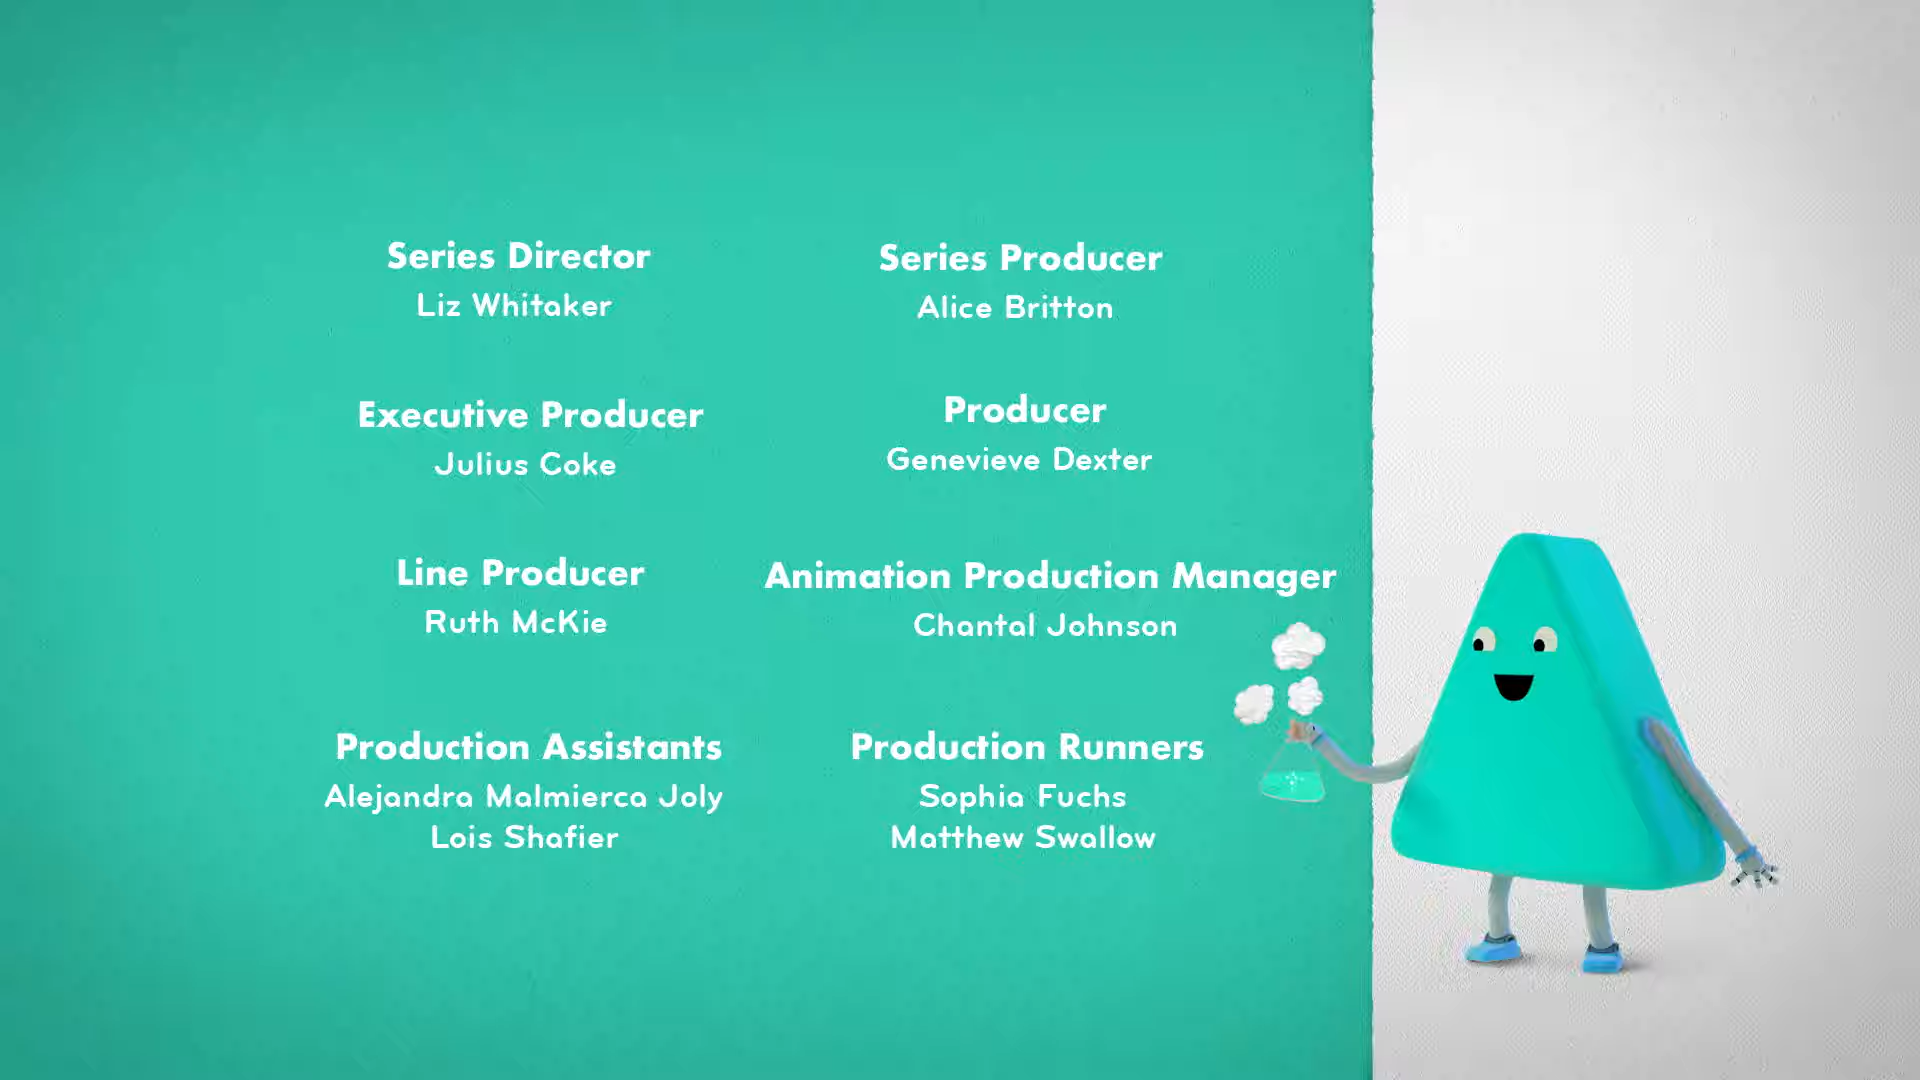 Series Director
Liz Whitaker
Series Producer
Alice Britton
Executive Producer
Julius Coke
Producer
Genevieve Dexter
Line Producer
Ruth McKie
Animation Production Manager
Chantal Johnson
Production Assistants
Alejandra Malmierca Joly
Lois Shafier
Production Runners
Sophia Fuchs
Matthew Swallow